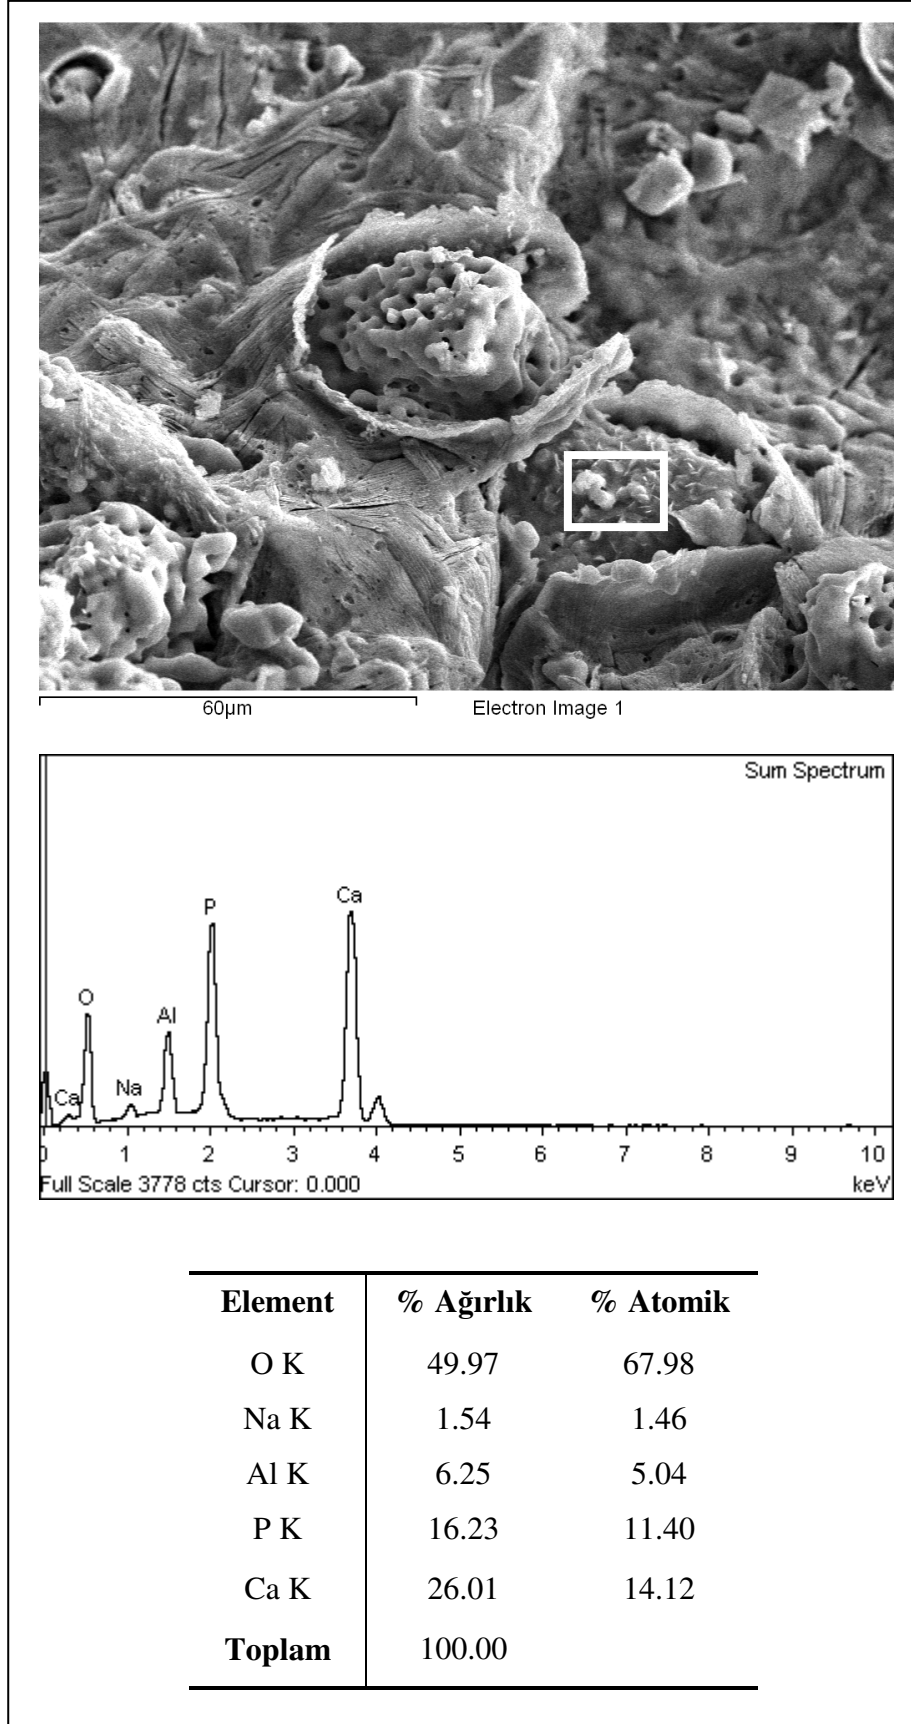 60μm Electron Image 1
Sum Spectrum
Ca
P
O
Al
Ca
Na
0 1 2 3 4 5 6 7 8 9 10
Full Scale 3778 cts Cursor: 0.000 keV
Element % Ağırlık % Atomik
O K 49.97 67.98
Na K 1.54 1.46
Al K 6.25 5.04
P K 16.23 11.40
Ca K 26.01 14.12
Toplam 100.00